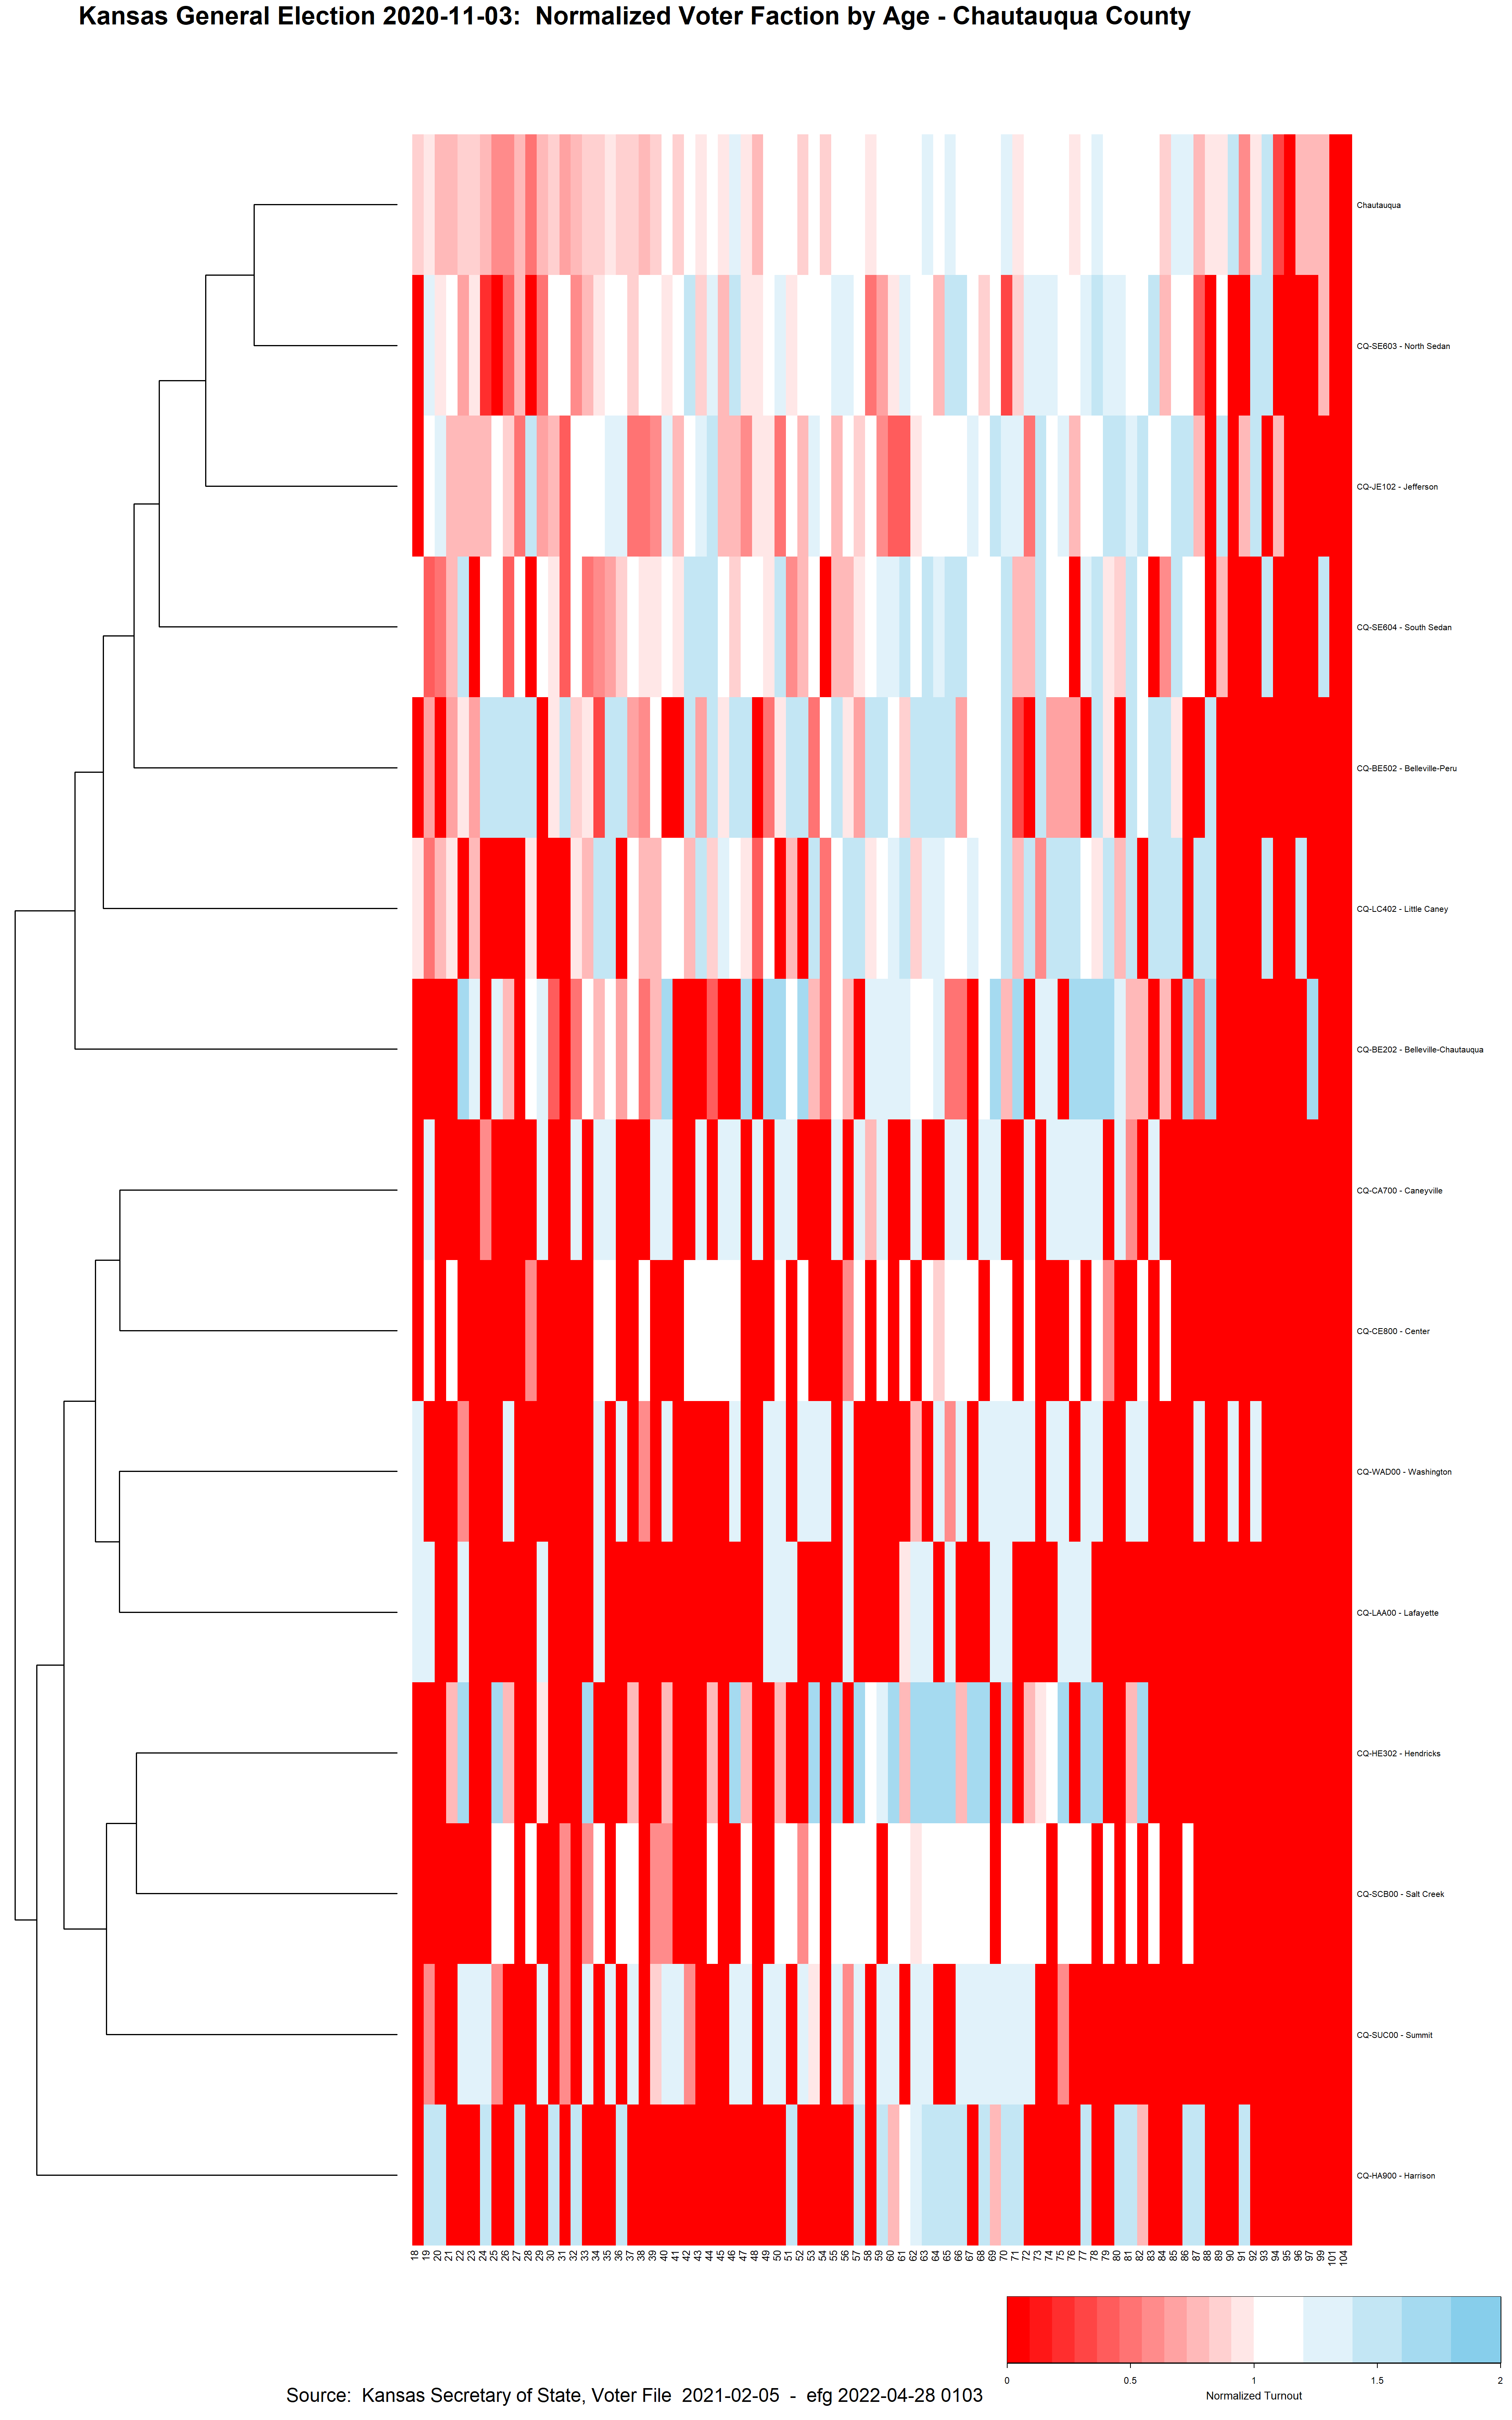 Kansas General Election 2020-11-03:  Normalized Voter Faction by Age - Chautauqua County
Chautauqua
CQ-SE603 - North Sedan
CQ-JE102 - Jefferson
CQ-SE604 - South Sedan
CQ-BE502 - Belleville-Peru
CQ-LC402 - Little Caney
CQ-BE202 - Belleville-Chautauqua
CQ-CA700 - Caneyville
CQ-CE800 - Center
CQ-WAD00 - Washington
CQ-LAA00 - Lafayette
CQ-HE302 - Hendricks
CQ-SCB00 - Salt Creek
CQ-SUC00 - Summit
CQ-HA900 - Harrison
18 19 20 21 22 23 24 25 26 27 28 29 30 31 32 33 34 35 36 37 38 39 40 41 42 43 44 45 46 47 48 49 50 51 52 53 54 55 56 57 58 59 60 61 62 63 64 65 66 67 68 69 70 71 72 73 74 75 76 77 78 79 80 81 82 83 84 85 86 87 88 89 90 91 92 93 94 95 96 97 99 101 104
0 0.5 1 1.5 2
Normalized Turnout
Source:  Kansas Secretary of State, Voter File  2021-02-05  -  efg 2022-04-28 0103